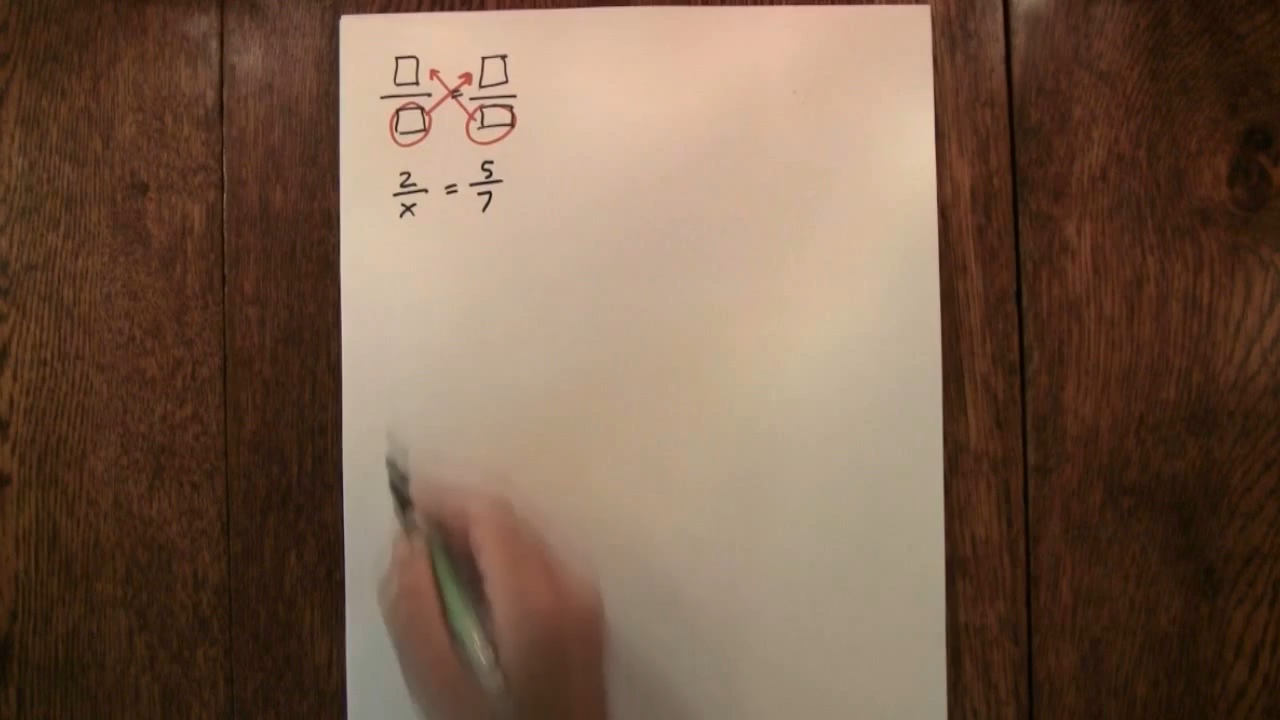 □/□ = □/□
2/x = 5/7